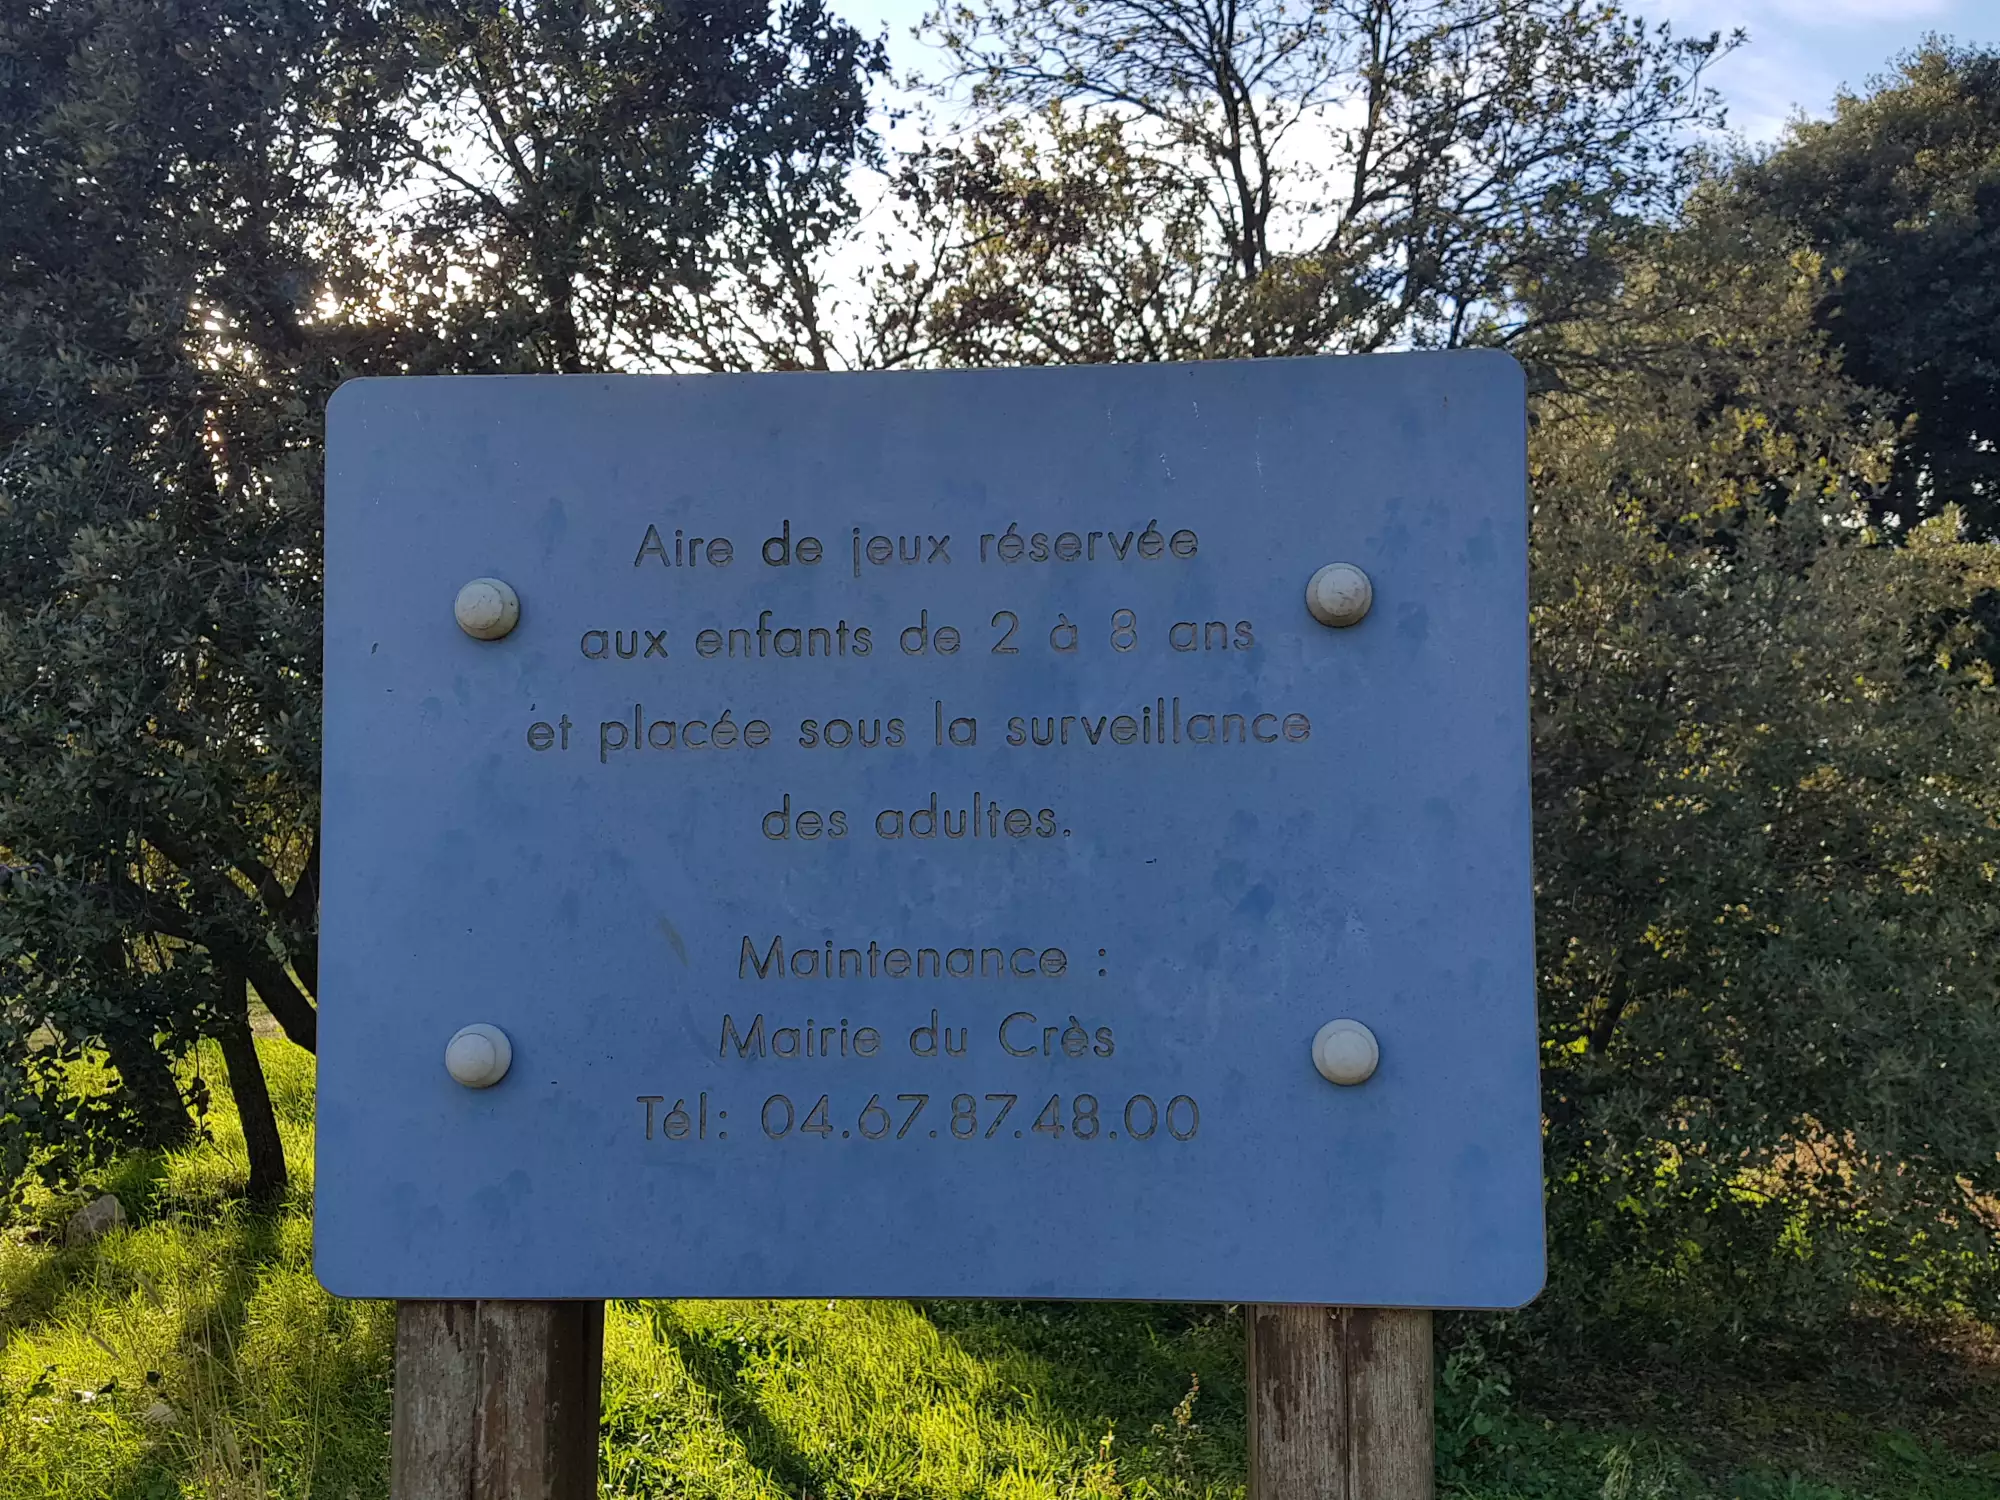 Aire de jeux réservée
aux enfants de 2 à 8 ans
et placée sous la surveillance
des adultes.
Maintenance :
Mairie du Crès
Tél: 04.67.87.48.00